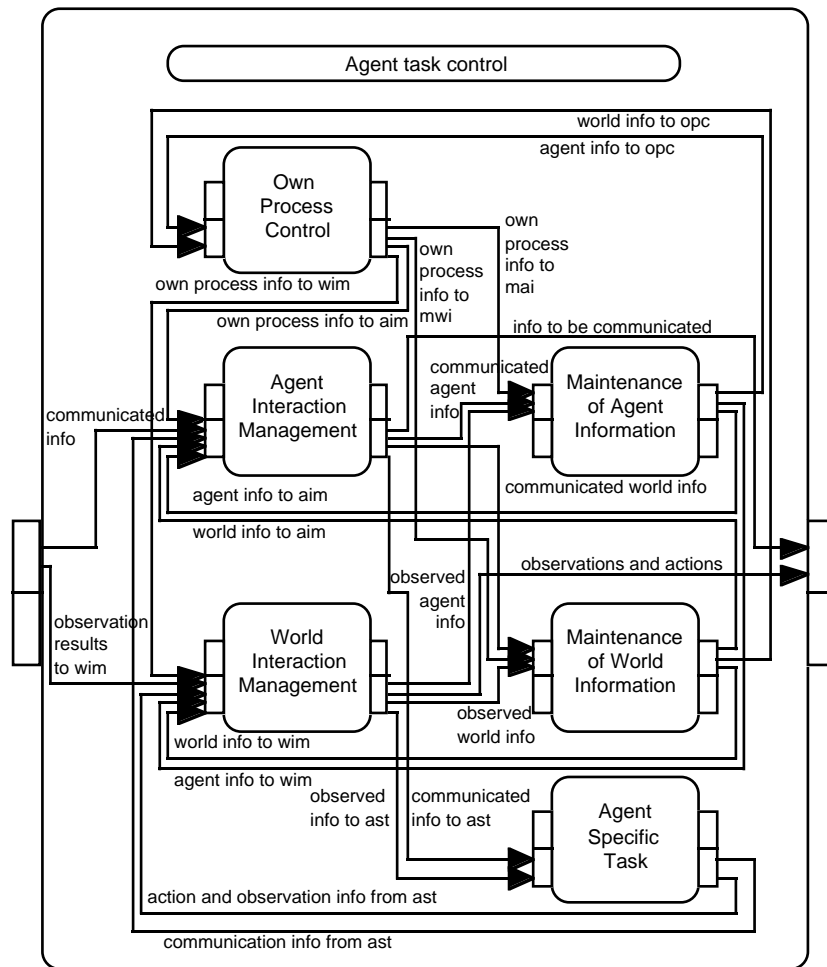 Agent task control
world info to opc
agent info to opc
Own
Process
Control
own
process
info to
mai
own
process
info to
mwi
own process info to wim
own process info to aim
info to be communicated
Agent
Interaction
Management
communicated
agent
info
Maintenance
of Agent
Information
communicated
info
agent info to aim
world info to aim
communicated world info
observed
agent
info
observations and actions
observation
results
to wim
World
Interaction
Management
Maintenance
of World
Information
observed
world info
world info to wim
agent info to wim
observed
info to ast
communicated
info to ast
Agent
Specific
Task
action and observation info from ast
communication info from ast